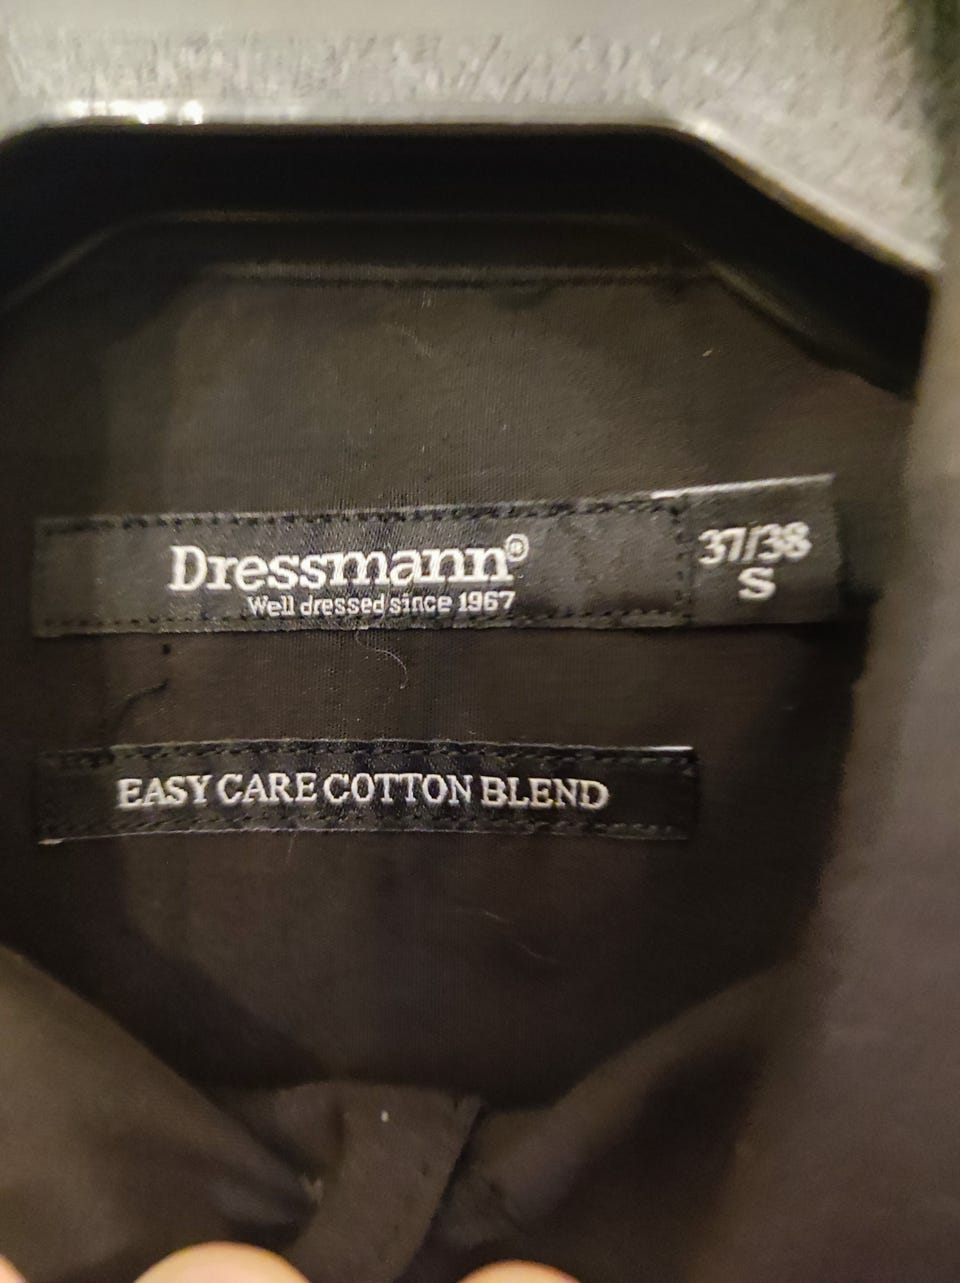 Dressmann®
Well dressed since 1967
37/38
S
EASY CARE COTTON BLEND